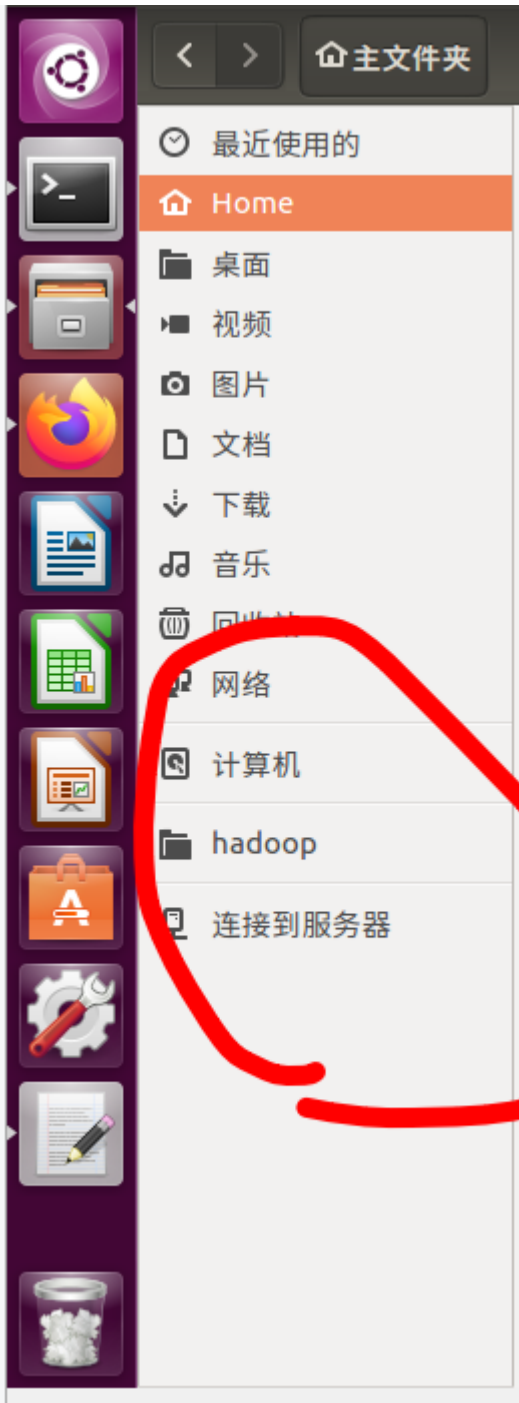 主文件夹
最近使用的
Home
桌面
视频
图片
文档
下载
音乐
网络
计算机
hadoop
连接到服务器